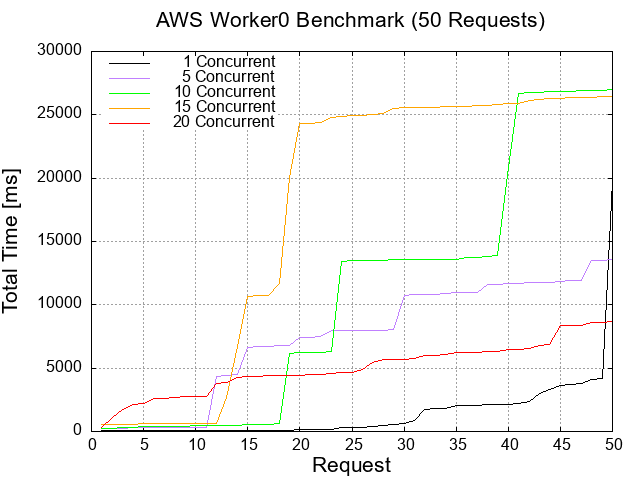 AWS Worker0 Benchmark (50 Requests)
Total Time [ms]
30000
25000
20000
15000
10000
5000
0
1 Concurrent
5 Concurrent
10 Concurrent
15 Concurrent
20 Concurrent
0 5 10 15 20 25 30 35 40 45 50
Request